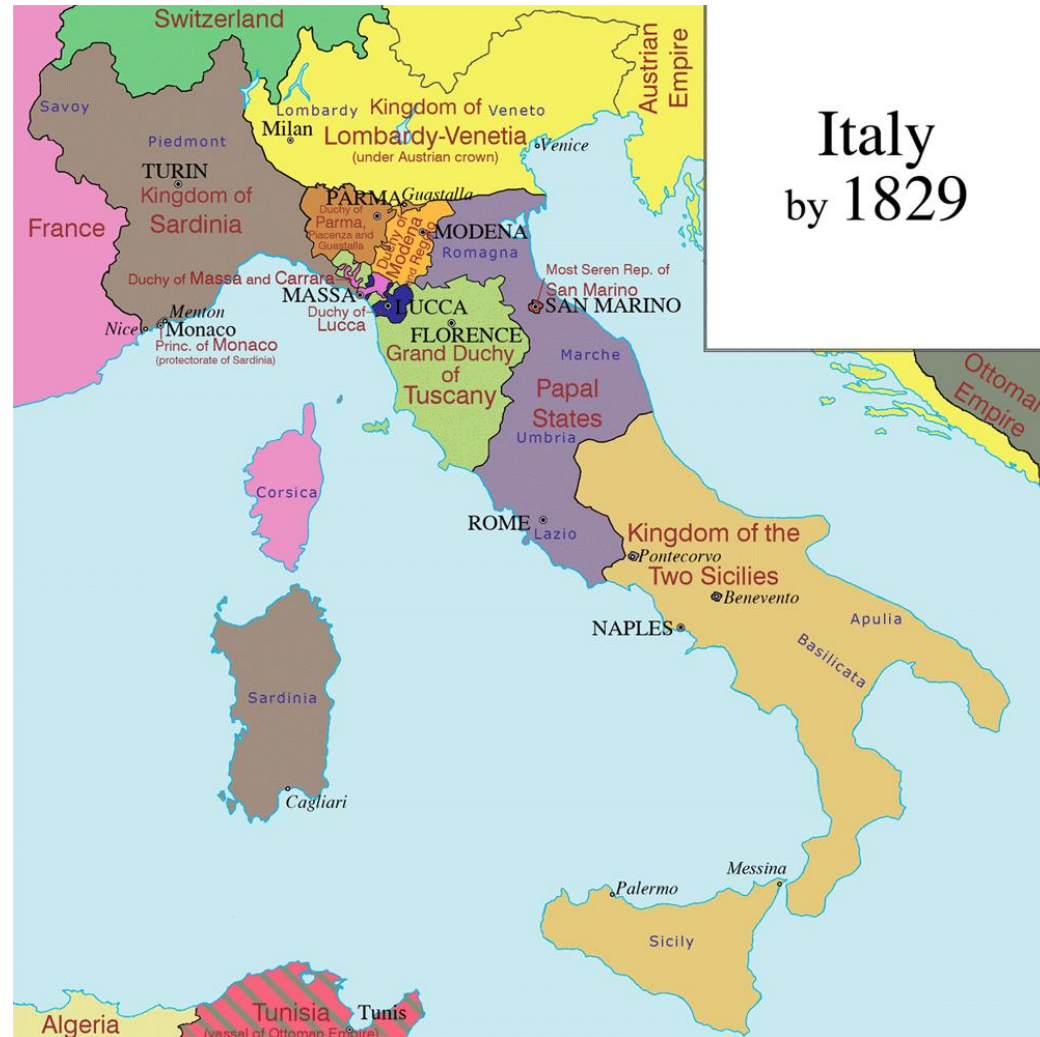 Switzerland
Austrian
Empire
Italy
by 1829
Savoy
Lombardy
Kingdom of
Veneto
Milan
Lombardy-Venetia
(under Austrian crown)
Venice
Piedmont
TURIN
Kingdom of
Sardinia
France
PARMA
Guastalla
Duchy of
Parma,
Piacenza and
Guastalla
Duchy of
Modena
and Reggio
MODENA
Romagna
Duchy of Massa and Carrara
MASSA
Duchy of
Lucca
LUCCA
Most Seren Rep. of
San Marino
SAN MARINO
Nice
Menton
Monaco
Princ. of Monaco
(protectorate of Sardinia)
FLORENCE
Grand Duchy
of
Tuscany
Marche
Papal
States
Umbria
Ottoman
Empire
Corsica
ROME
Lazio
Kingdom of the
Two Sicilies
Pontecorvo
Benevento
NAPLES
Apulia
Basilicata
Sardinia
Cagliari
Messina
Palermo
Sicily
Algeria
Tunisia
Tunis
(vassal of Ottoman Empire)